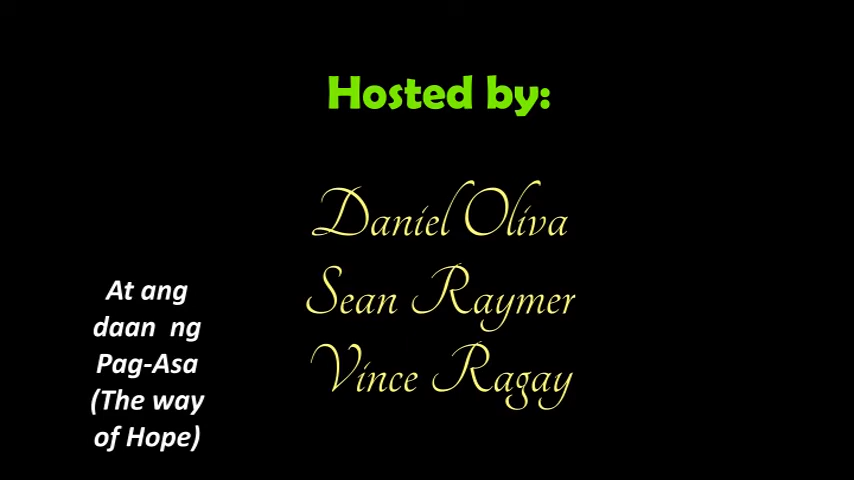 Hosted by:
Daniel Oliva
Sean Raymer
Vince Ragay
At ang
daan ng
Pag-Asa
(The way
of Hope)